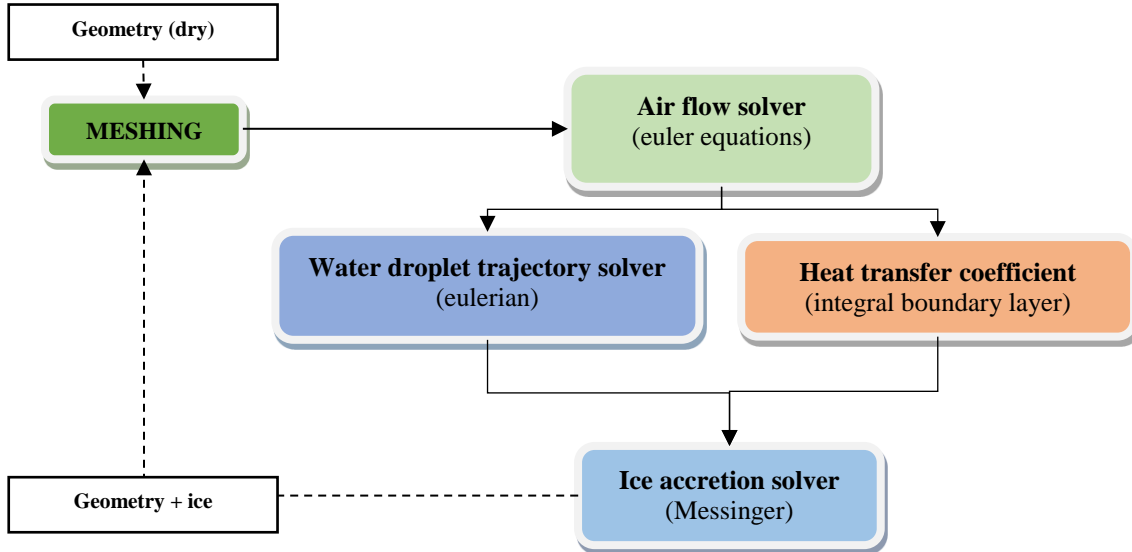 Geometry (dry)
MESHING
Air flow solver
(euler equations)
Water droplet trajectory solver
(eulerian)
Heat transfer coefficient
(integral boundary layer)
Ice accretion solver
(Messinger)
Geometry + ice